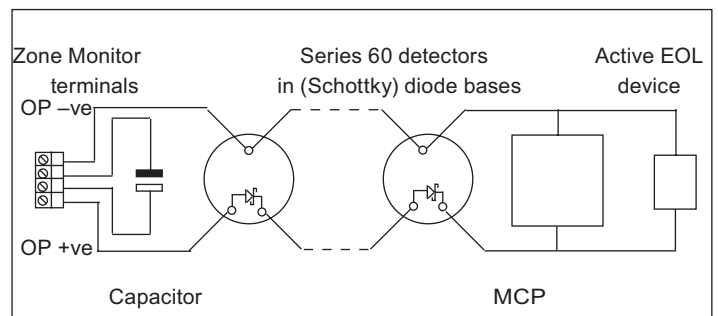 Zone Monitor
terminals
Series 60 detectors
in (Schottky) diode bases
Active EOL
device
OP –ve
OP +ve
Capacitor
MCP